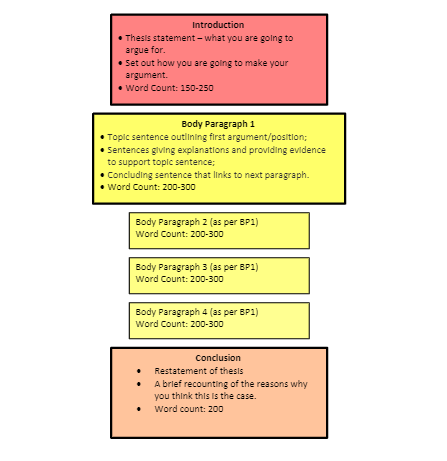 Introduction
• Thesis statement – what you are going to
argue for.
• Set out how you are going to make your
argument.
• Word Count: 150-250
Body Paragraph 1
• Topic sentence outlining first argument/position;
• Sentences giving explanations and providing evidence
to support topic sentence;
• Concluding sentence that links to next paragraph.
• Word Count: 200-300
Body Paragraph 2 (as per BP1)
Word Count: 200-300
Body Paragraph 3 (as per BP1)
Word Count: 200-300
Body Paragraph 4 (as per BP1)
Word Count: 200-300
Conclusion
• Restatement of thesis
• A brief recounting of the reasons why
you think this is the case.
• Word count: 200